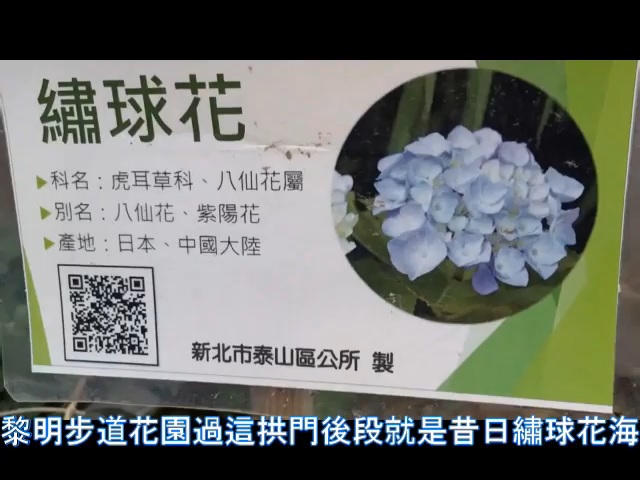 繡球花
科名：虎耳草科、八仙花屬
別名：八仙花、紫陽花
產地：日本、中國大陸
新北市泰山區公所 製
黎明步道花園過這拱門後段就是昔日繡球花海